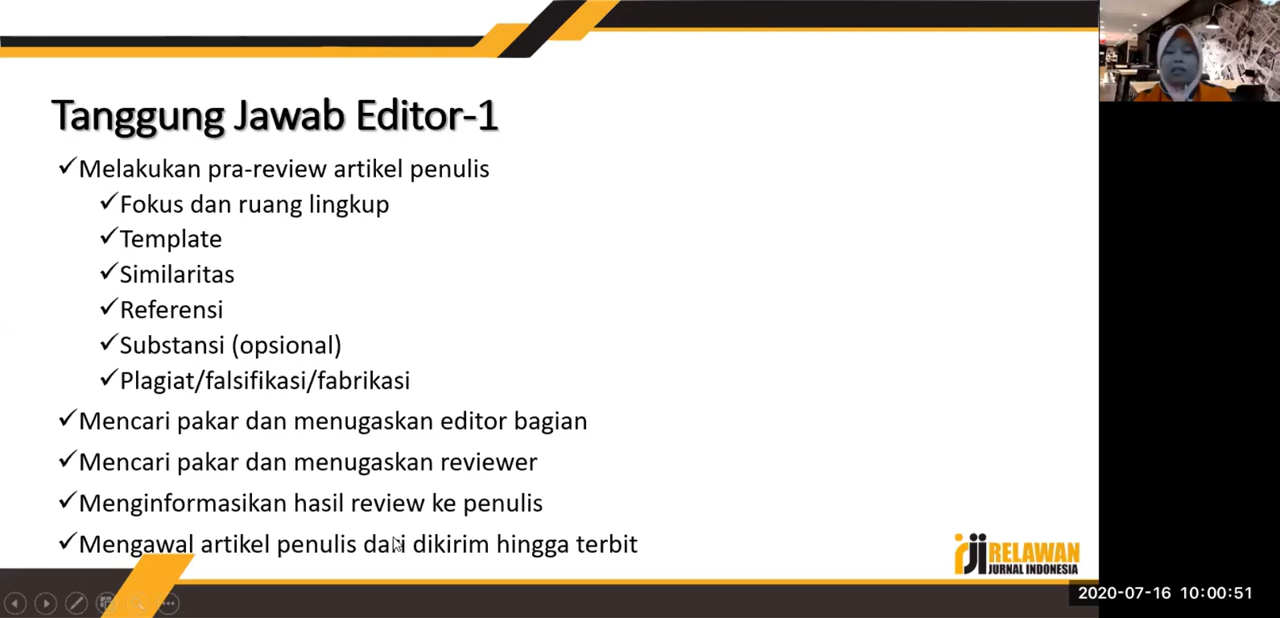 Tanggung Jawab Editor-1
✓Melakukan pra-review artikel penulis
✓Fokus dan ruang lingkup
✓Template
✓Similaritas
✓Referensi
✓Substansi (opsional)
✓Plagiat/falsifikasi/fabrikasi
✓Mencari pakar dan menugaskan editor bagian
✓Mencari pakar dan menugaskan reviewer
✓Menginformasikan hasil review ke penulis
✓Mengawal artikel penulis dari dikirim hingga terbit
rji RELAWAN
JURNAL INDONESIA
2020-07-16 10:00:51